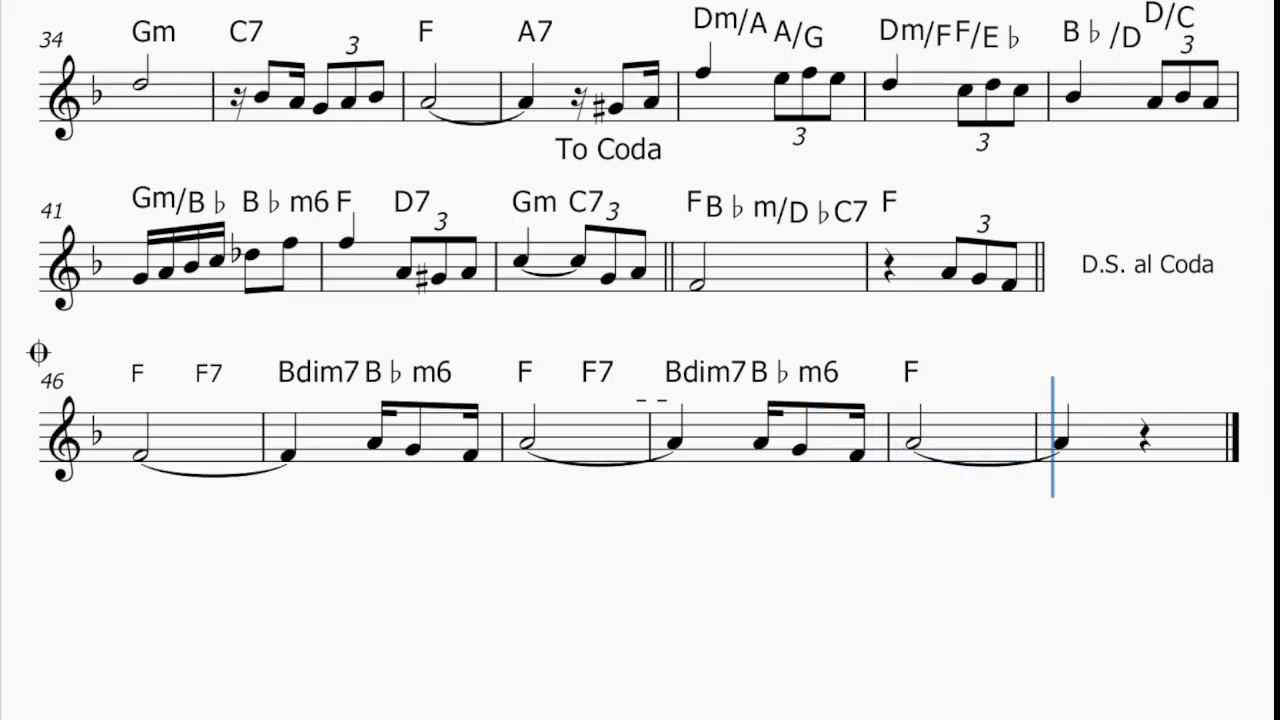 34 Gm C7 3 F A7 Dm/A A/G 3 Dm/F F/E♭ 3 B♭/D D/C 3
To Coda
41 Gm/B♭ B♭m6 F D7 3 Gm C7 3 F B♭m/D♭ C7 F 3 D.S. al Coda
46 F F7 Bdim7 B♭m6 F F7 Bdim7 B♭m6 F